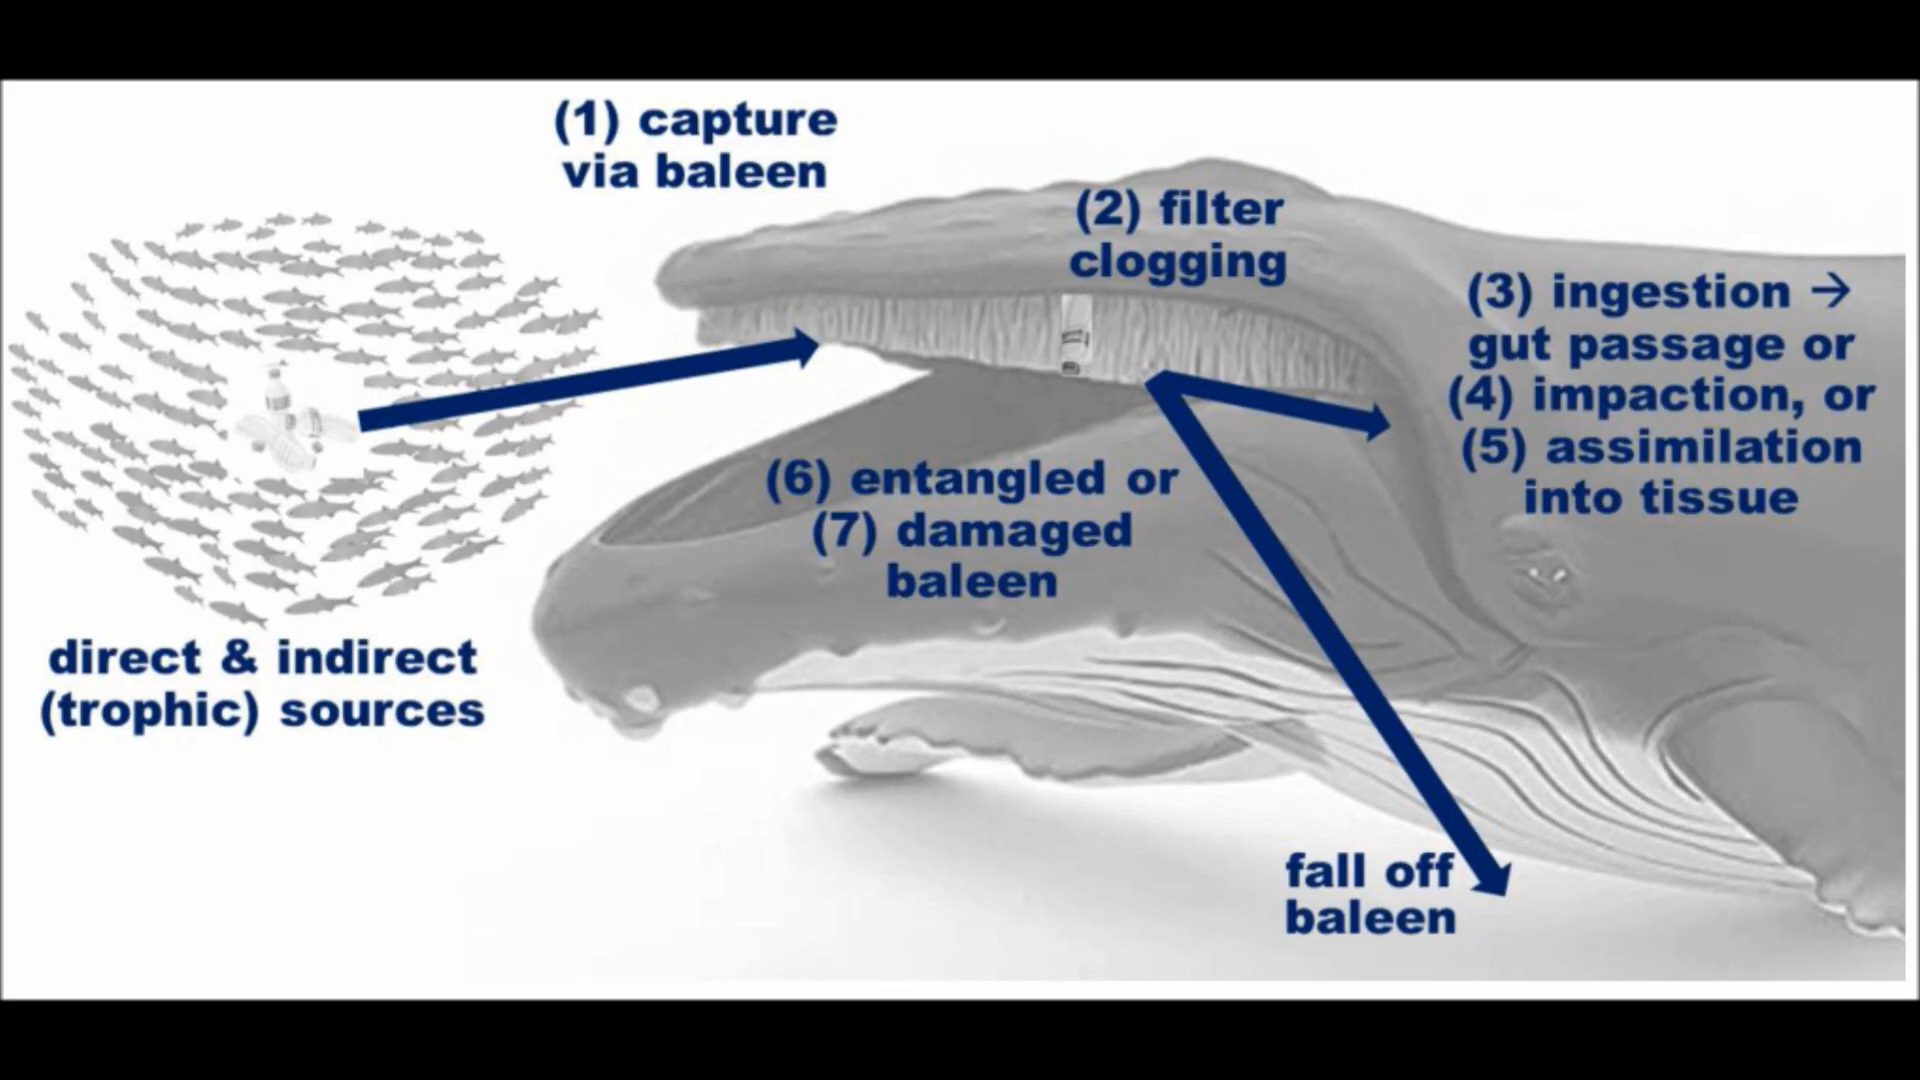 (1) capture
via baleen
(2) filter
clogging
(3) ingestion →
gut passage or
(4) impaction, or
(5) assimilation
into tissue
(6) entangled or
(7) damaged
baleen
direct & indirect
(trophic) sources
fall off
baleen